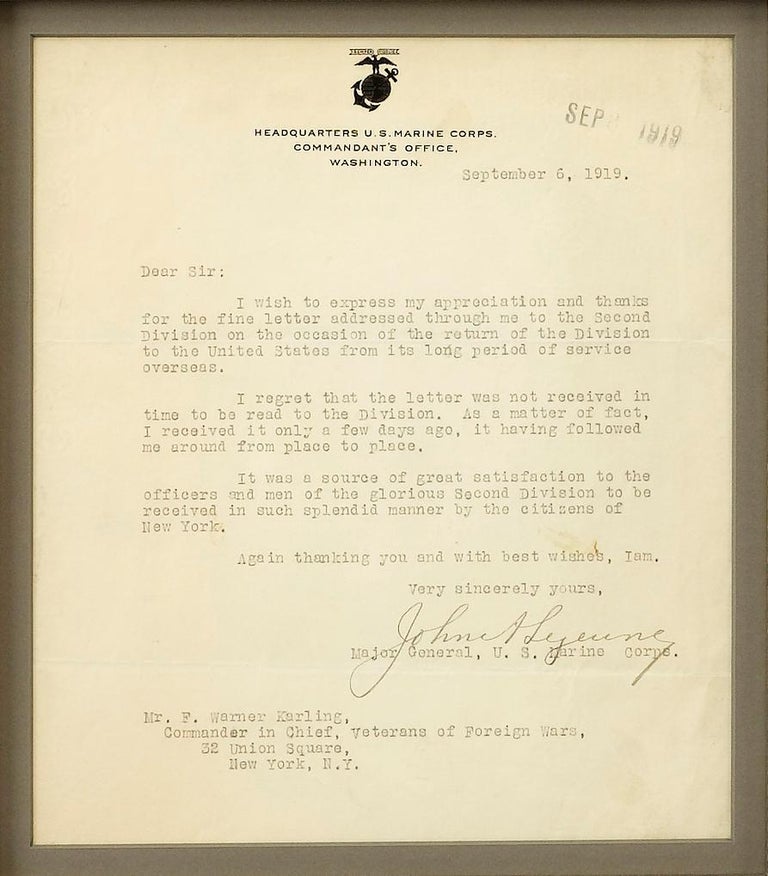 SEP 1919
HEADQUARTERS U.S. MARINE CORPS.
COMMANDANT'S OFFICE,
WASHINGTON.
September 6, 1919.
Dear Sir:
I wish to express my appreciation and thanks
for the fine letter addressed through me to the Second
Division on the occasion of the return of the Division
to the United States from its long period of service
overseas.
I regret that the letter was not received in
time to be read to the Division. As a matter of fact,
I received it only a few days ago, it having followed
me around from place to place.
It was a source of great satisfaction to the
officers and men of the glorious Second Division to be
received in such splendid manner by the citizens of
New York.
Again thanking you and with best wishes, Iam.
Very sincerely yours,
John A Lejeune
Major General, U. S. Marine Corps.
Mr. F. Warner Karling,
Commander in Chief, Veterans of Foreign Wars,
32 Union Square,
New York, N.Y.